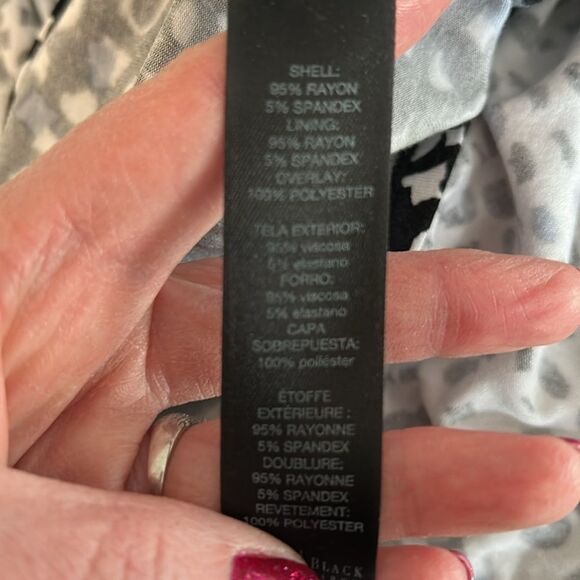 SHELL:
95% RAYON
5% SPANDEX
LINING:
95% RAYON
5% SPANDEX
OVERLAY:
100% POLYESTER
TELA EXTERIOR:
95% viscosa
5% elastano
FORRO:
95% viscosa
5% elastano
CAPA
SOBREPUESTA:
100% poliéster
ÉTOFFE
EXTÉRIEURE :
95% RAYONNE
5% SPANDEX
DOUBLURE:
95% RAYONNE
5% SPANDEX
REVETEMENT:
100% POLYESTER
BLACK